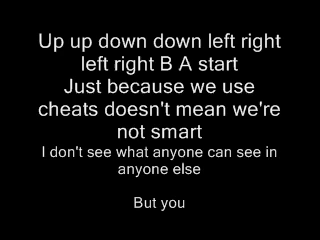 Up up down down left right
left right B A start
Just because we use
cheats doesn't mean we're
not smart
I don't see what anyone can see in
anyone else
But you